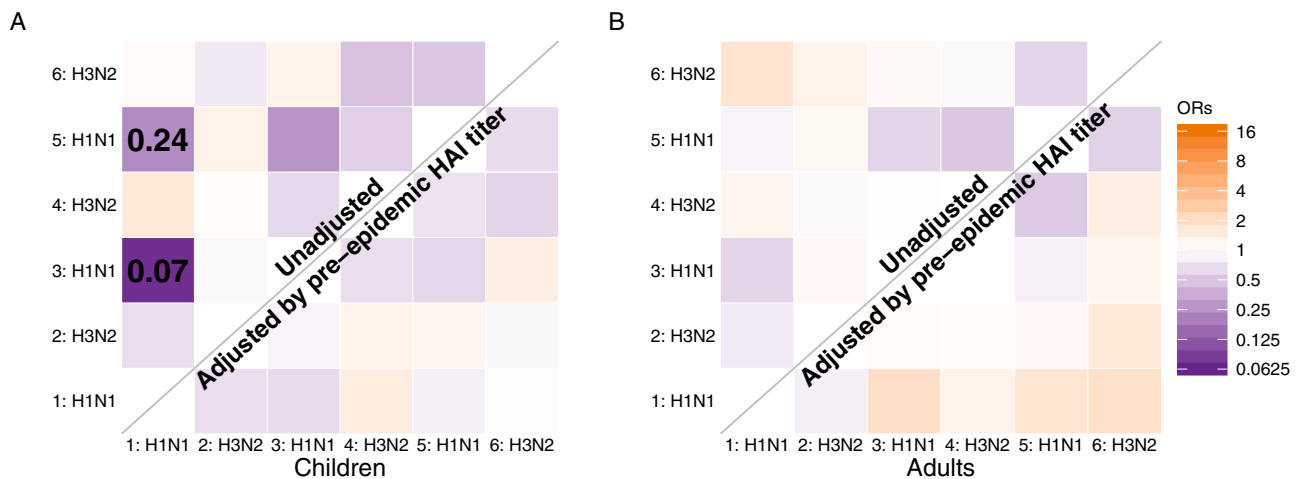 A
6: H3N2
5: H1N1
4: H3N2
3: H1N1
2: H3N2
1: H1N1
0.24
0.07
Unadjusted
Adjusted by pre−epidemic HAI titer
1: H1N1 2: H3N2 3: H1N1 4: H3N2 5: H1N1 6: H3N2
Children
B
6: H3N2
5: H1N1
4: H3N2
3: H1N1
2: H3N2
1: H1N1
Unadjusted
Adjusted by pre−epidemic HAI titer
1: H1N1 2: H3N2 3: H1N1 4: H3N2 5: H1N1 6: H3N2
Adults
ORs
16
8
4
2
1
0.5
0.25
0.125
0.0625